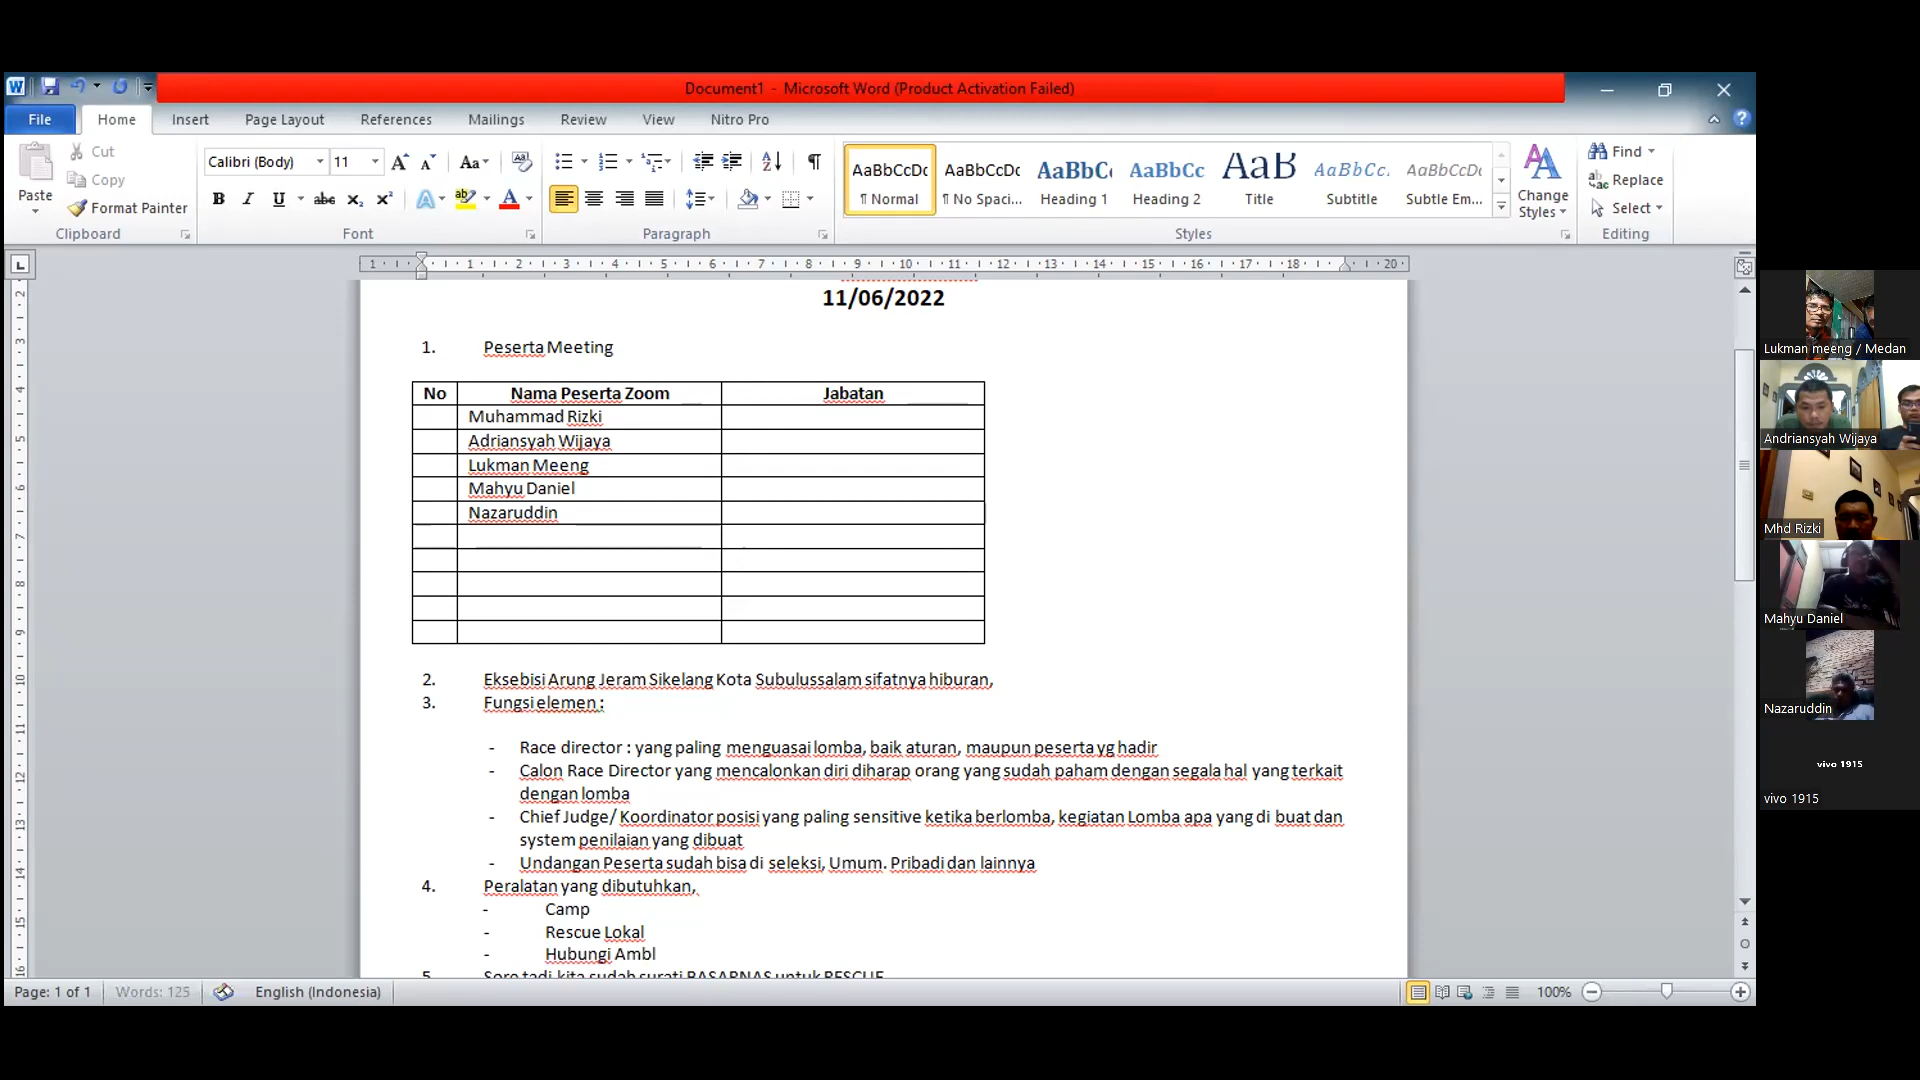 Document1 - Microsoft Word (Product Activation Failed)
File Home Insert Page Layout References Mailings Review View Nitro Pro
Paste
Cut
Copy
Format Painter
Clipboard
Calibri (Body) 11
Font
Paragraph
AaBbCcDc AaBbCcDc AaBbC AaBbCc AaB AaBbCc. AaBbCcDc
¶ Normal ¶ No Spaci... Heading 1 Heading 2 Title Subtitle Subtle Em...
Styles
Change Styles
Find
Replace
Select
Editing
11/06/2022
1. Peserta Meeting
No Nama Peserta Zoom Jabatan
Muhammad Rizki
Adriansyah Wijaya
Lukman Meeng
Mahyu Daniel
Nazaruddin
2. Eksebisi Arung Jeram Sikelang Kota Subulussalam sifatnya hiburan,
3. Fungsi elemen :
- Race director : yang paling menguasai lomba, baik aturan, maupun peserta yg hadir
- Calon Race Director yang mencalonkan diri diharap orang yang sudah paham dengan segala hal yang terkait
dengan lomba
- Chief Judge/ Koordinator posisi yang paling sensitive ketika berlomba, kegiatan Lomba apa yang di buat dan
system penilaian yang dibuat
- Undangan Peserta sudah bisa di seleksi, Umum. Pribadi dan lainnya
4. Peralatan yang dibutuhkan,
- Camp
- Rescue Lokal
- Hubungi Ambl
5. Sore tadi kita sudah surati BASARNAS untuk RESCUE
Page: 1 of 1 Words: 125 English (Indonesia) 100%
Lukman meeng / Medan
Andriansyah Wijaya
Mhd Rizki
Mahyu Daniel
Nazaruddin
vivo 1915
vivo 1915